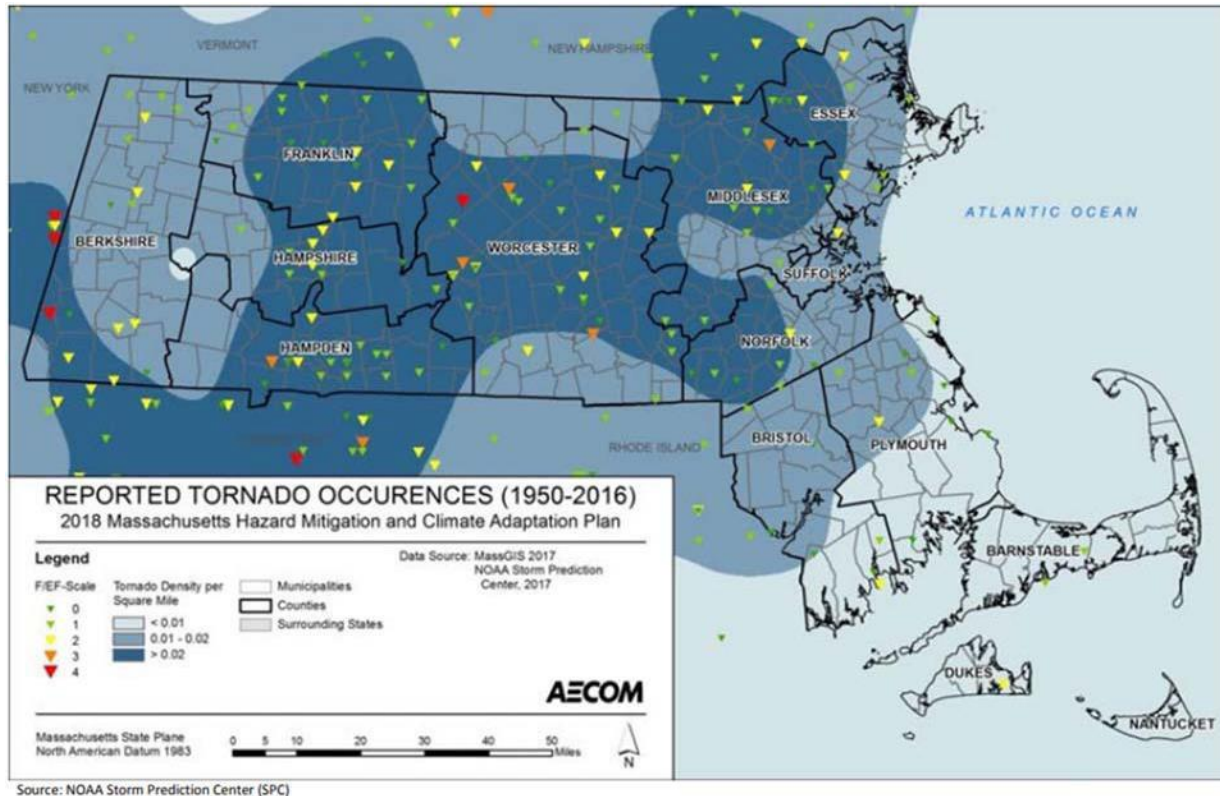 VERMONT
NEW HAMPSHIRE
NEW YORK
ESSEX
FRANKLIN
MIDDLESEX
ATLANTIC OCEAN
BERKSHIRE
WORCESTER
HAMPSHIRE
SUFFOLK
NORFOLK
HAMPDEN
BRISTOL
PLYMOUTH
RHODE ISLAND
BARNSTABLE
DUKES
NANTUCKET
REPORTED TORNADO OCCURENCES (1950-2016)
2018 Massachusetts Hazard Mitigation and Climate Adaptation Plan
Legend
Data Source: MassGIS 2017
NOAA Storm Prediction
Center, 2017
F/EF-Scale
0
1
2
3
4
Tornado Density per
Square Mile
< 0.01
0.01 - 0.02
> 0.02
Municipalities
Counties
Surrounding States
AECOM
Massachusetts State Plane
North American Datum 1983
0 5 10 20 30 40 50
Miles
N
Source: NOAA Storm Prediction Center (SPC)